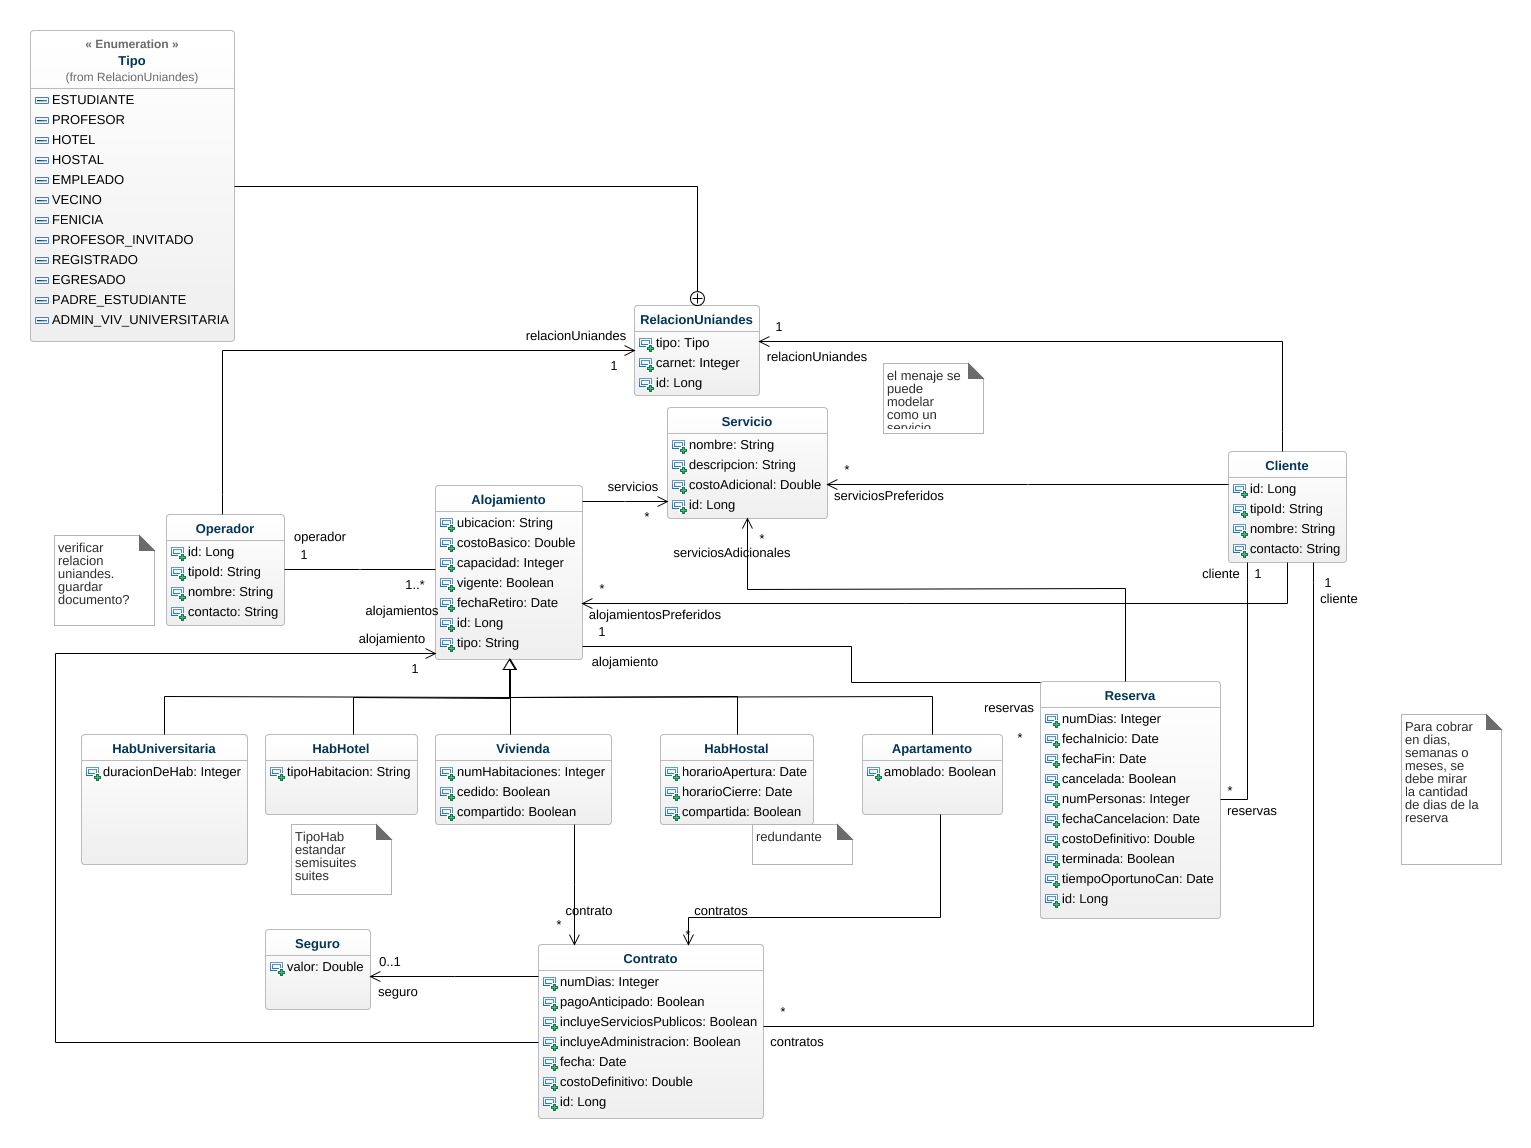 « Enumeration »
Tipo
(from RelacionUniandes)
ESTUDIANTE
PROFESOR
HOTEL
HOSTAL
EMPLEADO
VECINO
FENICIA
PROFESOR_INVITADO
REGISTRADO
EGRESADO
PADRE_ESTUDIANTE
ADMIN_VIV_UNIVERSITARIA
RelacionUniandes
tipo: Tipo
carnet: Integer
id: Long
relacionUniandes
1
1
relacionUniandes
el menaje se
puede
modelar
como un
servicio
Servicio
nombre: String
descripcion: String
costoAdicional: Double
id: Long
servicios
*
*
serviciosPreferidos
*
serviciosAdicionales
Cliente
id: Long
tipoId: String
nombre: String
contacto: String
cliente
1
1
cliente
Alojamiento
ubicacion: String
costoBasico: Double
capacidad: Integer
vigente: Boolean
fechaRetiro: Date
id: Long
tipo: String
Operador
id: Long
tipoId: String
nombre: String
contacto: String
operador
1
1..*
alojamientos
alojamiento
1
verificar
relacion
uniandes.
guardar
documento?
*
alojamientosPreferidos
1
alojamiento
reservas
*
Reserva
numDias: Integer
fechaInicio: Date
fechaFin: Date
cancelada: Boolean
numPersonas: Integer
fechaCancelacion: Date
costoDefinitivo: Double
terminada: Boolean
tiempoOportunoCan: Date
id: Long
*
reservas
Para cobrar
en dias,
semanas o
meses, se
debe mirar
la cantidad
de dias de la
reserva
HabUniversitaria
duracionDeHab: Integer
HabHotel
tipoHabitacion: String
Vivienda
numHabitaciones: Integer
cedido: Boolean
compartido: Boolean
HabHostal
horarioApertura: Date
horarioCierre: Date
compartida: Boolean
Apartamento
amoblado: Boolean
TipoHab
estandar
semisuites
suites
redundante
contrato
*
contratos
*
Seguro
valor: Double
0..1
seguro
Contrato
numDias: Integer
pagoAnticipado: Boolean
incluyeServiciosPublicos: Boolean
incluyeAdministracion: Boolean
fecha: Date
costoDefinitivo: Double
id: Long
*
contratos